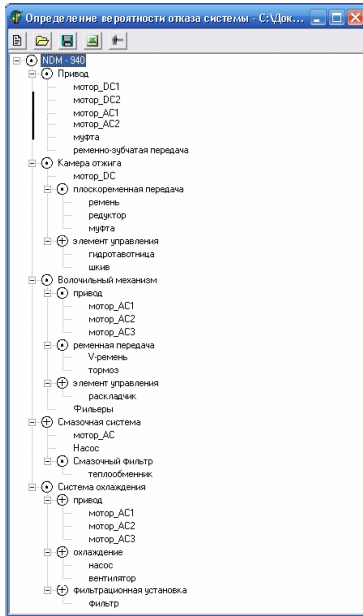 Определение вероятности отказа системы - C:\Док...
NDM - 940
Привод
мотор_DC1
мотор_DC2
мотор_AC1
мотор_AC2
муфта
ременно-зубчатая передача
Камера отжига
мотор_DC
плоскоременная передача
ремень
редуктор
муфта
элемент управления
гидротавотница
шкив
Волочильный механизм
привод
мотор_AC1
мотор_AC2
мотор_AC3
ременная передача
V-ремень
тормоз
элемент управления
раскладчик
Фильеры
Смазочная система
мотор_AC
Насос
Смазочный фильтр
теплообменник
Система охлаждения
привод
мотор_AC1
мотор_AC2
мотор_AC3
охлаждение
насос
вентилятор
фильтрационная установка
фильтр